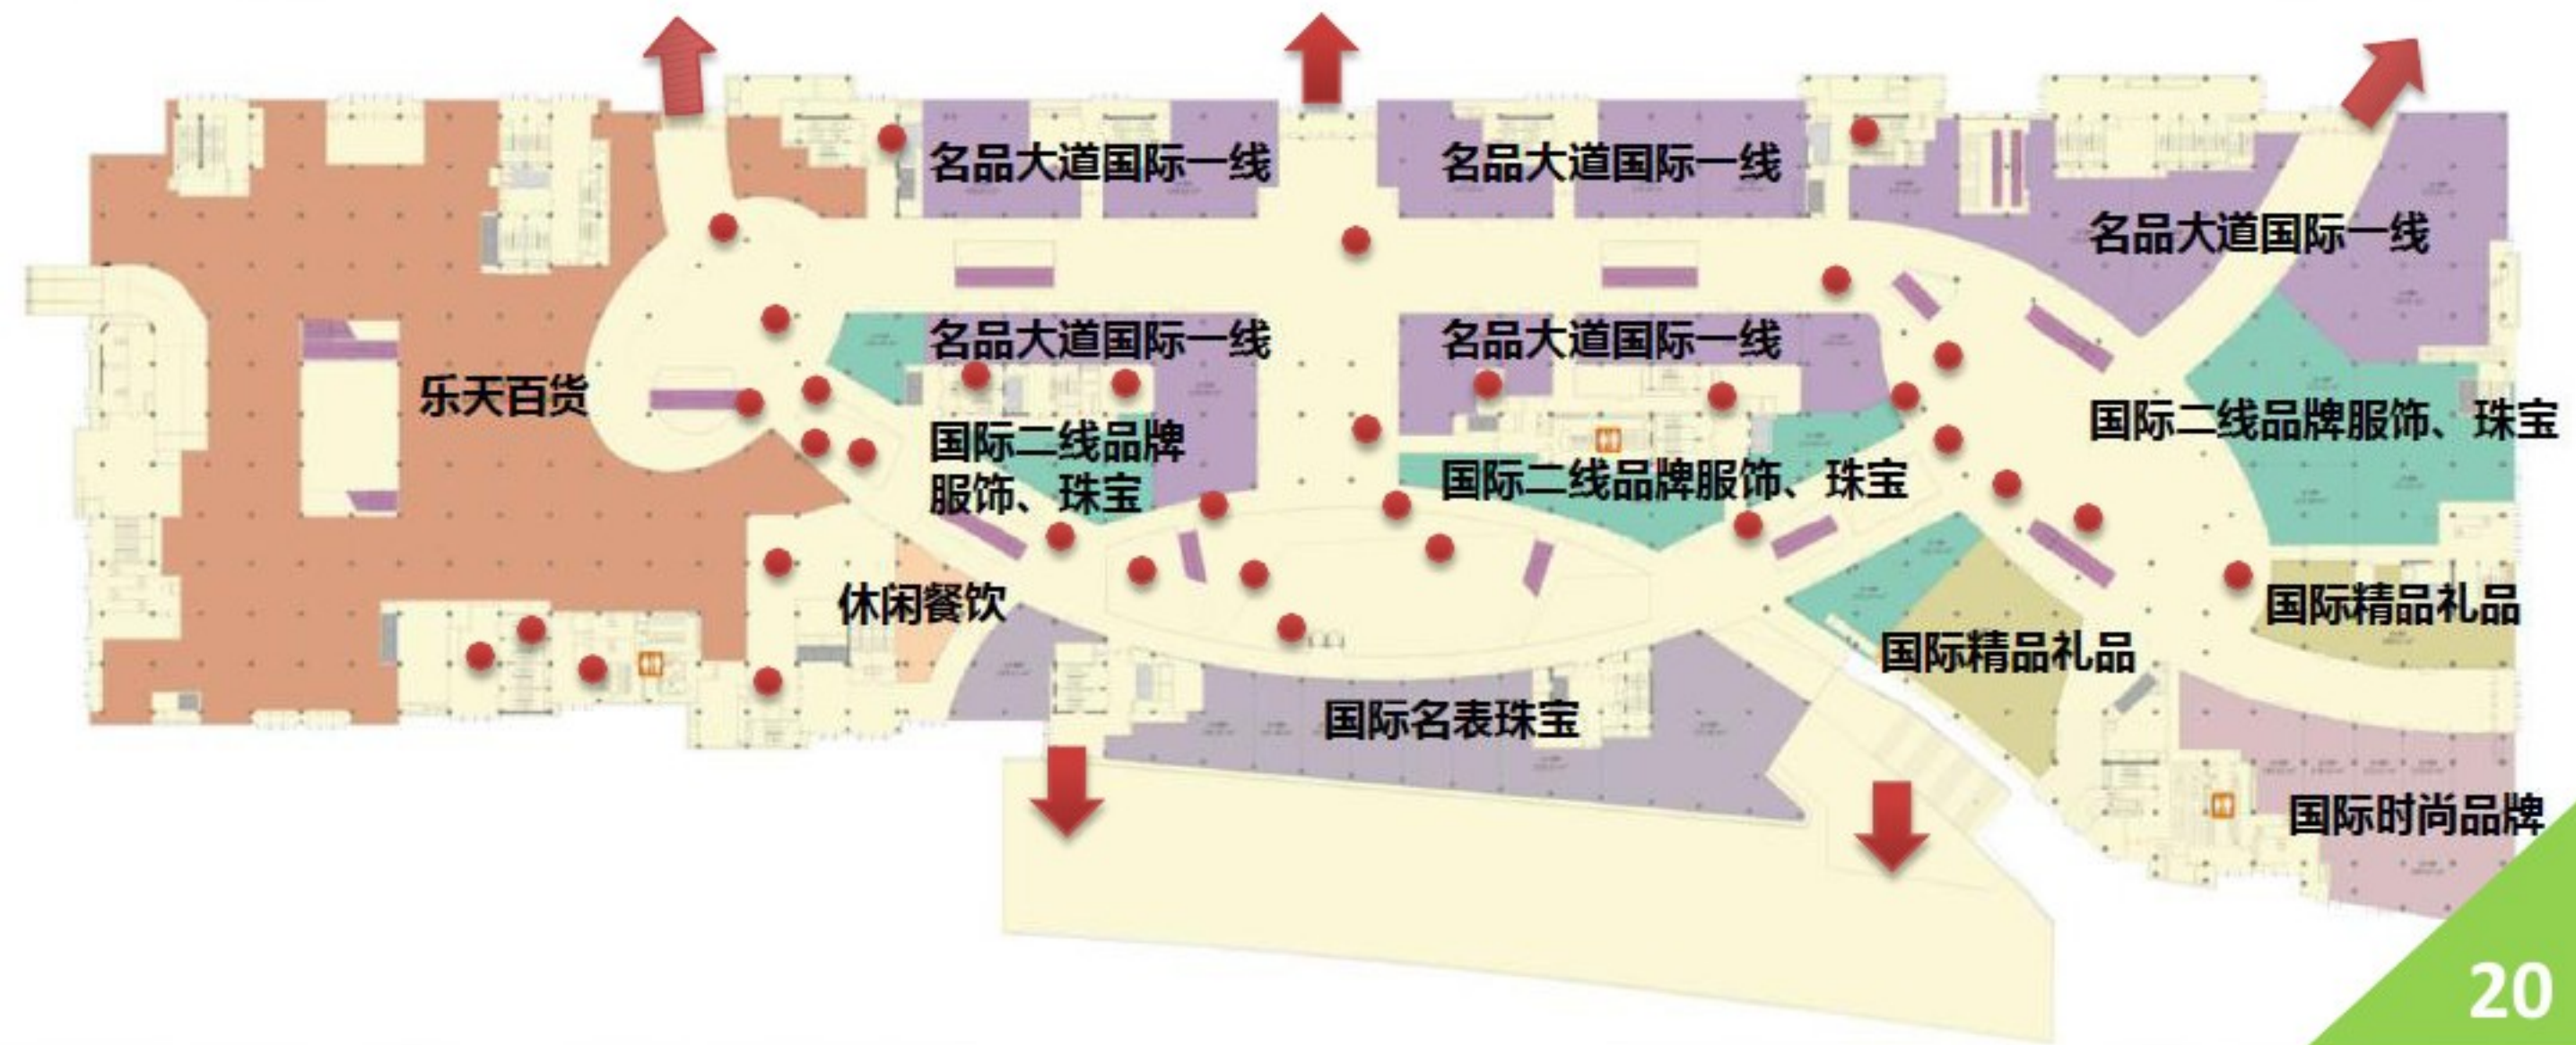 名品大道国际一线
名品大道国际一线
名品大道国际一线
名品大道国际一线
名品大道国际一线
乐天百货
国际二线品牌
服饰、珠宝
国际二线品牌服饰、珠宝
国际二线品牌服饰、珠宝
休闲餐饮
国际精品礼品
国际精品礼品
国际名表珠宝
国际时尚品牌
20